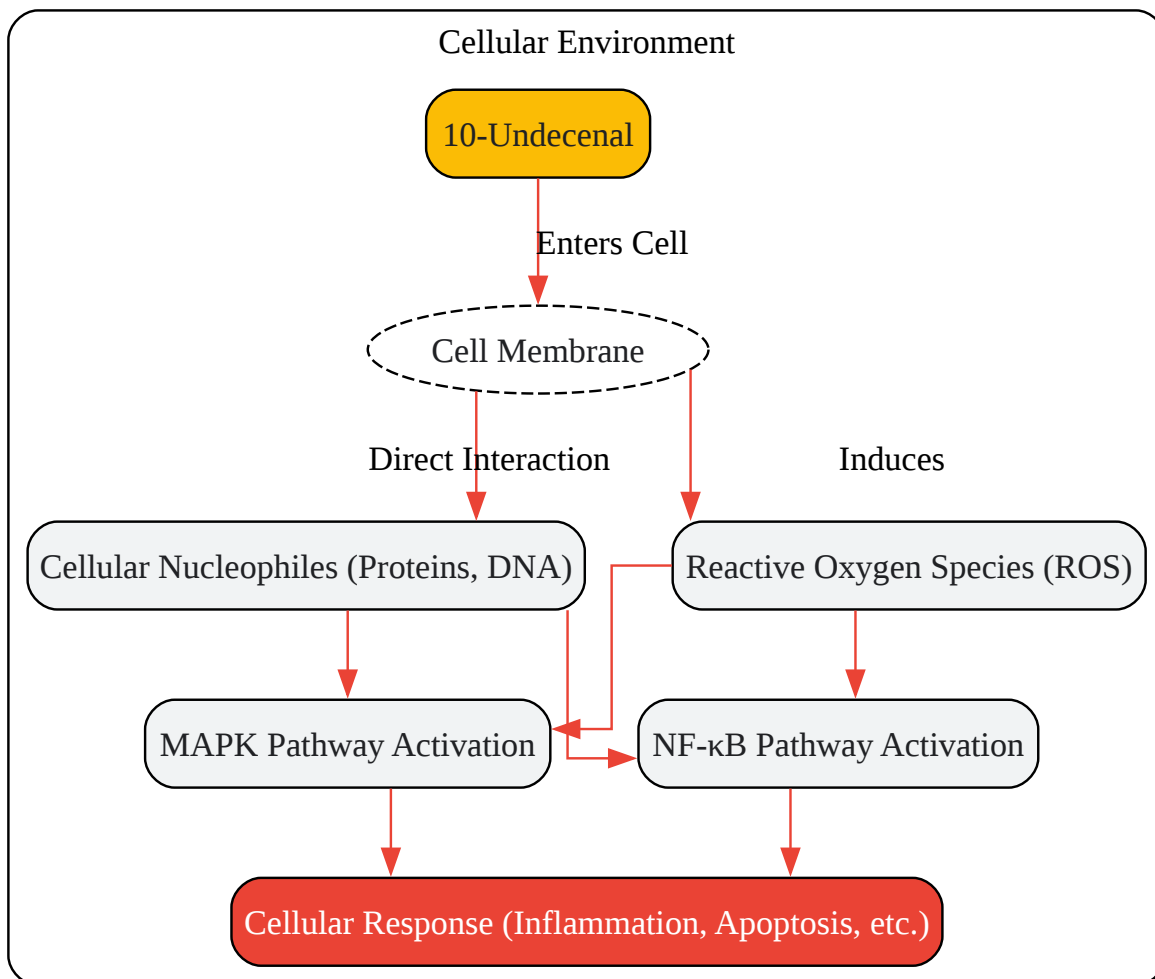 Cellular Environment
10-Undecenal
Enters Cell
Cell Membrane
Direct Interaction
Induces
Cellular Nucleophiles (Proteins, DNA)
Reactive Oxygen Species (ROS)
MAPK Pathway Activation
NF-κB Pathway Activation
Cellular Response (Inflammation, Apoptosis, etc.)